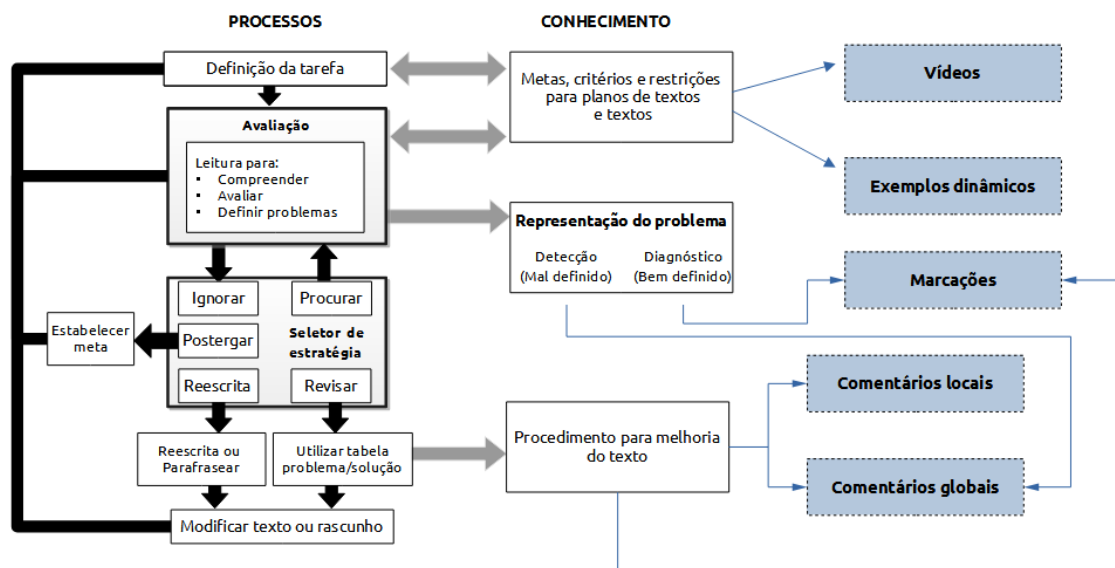 PROCESSOS
CONHECIMENTO
Definição da tarefa
Avaliação
Leitura para:
▪ Compreender
▪ Avaliar
▪ Definir problemas
Ignorar
Procurar
Postergar
Seletor de
estratégia
Reescrita
Revisar
Estabelecer
meta
Reescrita ou
Parafrasear
Utilizar tabela
problema/solução
Modificar texto ou rascunho
Metas, critérios e restrições
para planos de textos
e textos
Representação do problema
Detecção
(Mal definido)
Diagnóstico
(Bem definido)
Procedimento para melhoria
do texto
Vídeos
Exemplos dinâmicos
Marcações
Comentários locais
Comentários globais